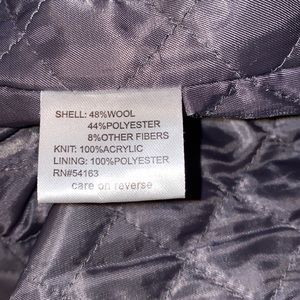 SHELL: 48%WOOL
44%POLYESTER
8%OTHER FIBERS
KNIT: 100%ACRYLIC
LINING: 100%POLYESTER
RN#54163
care on reverse